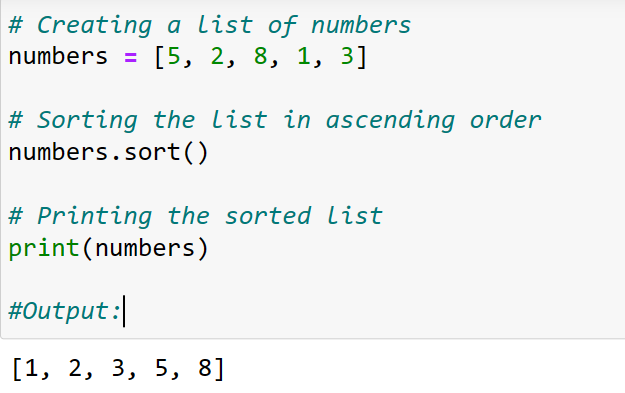 # Creating a list of numbers
numbers = [5, 2, 8, 1, 3]
# Sorting the list in ascending order
numbers.sort()
# Printing the sorted list
print(numbers)
#Output:
[1, 2, 3, 5, 8]